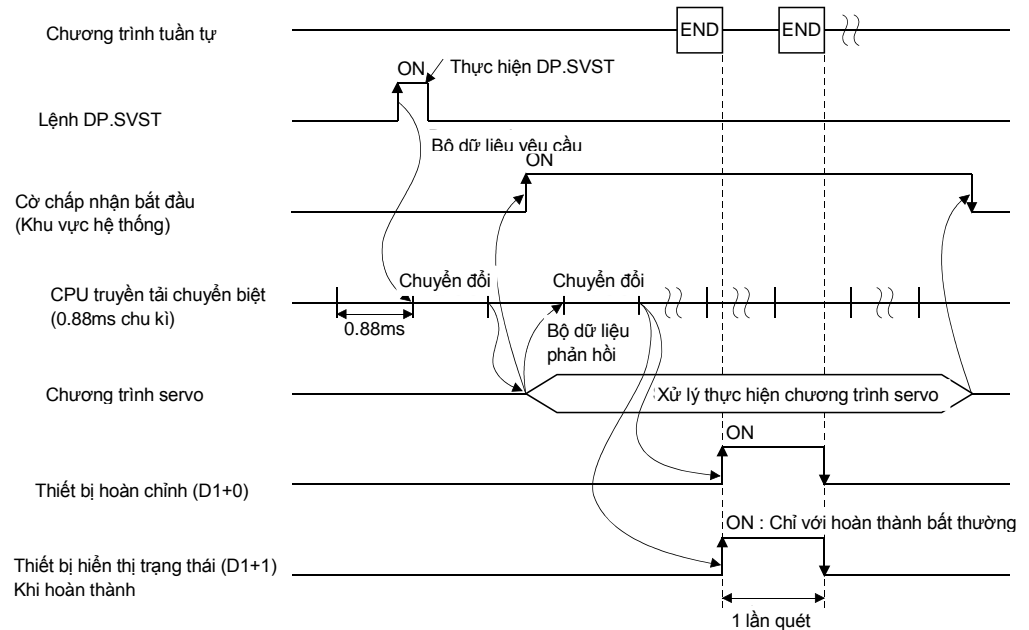 Chương trình tuần tự
END
END
ON
Thực hiện DP.SVST
Lệnh DP.SVST
Bộ dữ liệu yêu cầu
ON
Cờ chấp nhận bắt đầu
(Khu vực hệ thống)
Chuyển đổi
Chuyển đổi
CPU truyền tải chuyển biệt
(0.88ms chu kì)
0.88ms
Bộ dữ liệu
phản hồi
Chương trình servo
Xử lý thực hiện chương trình servo
ON
Thiết bị hoàn chỉnh (D1+0)
ON : Chỉ với hoàn thành bất thường
Thiết bị hiển thị trạng thái (D1+1)
Khi hoàn thành
1 lần quét